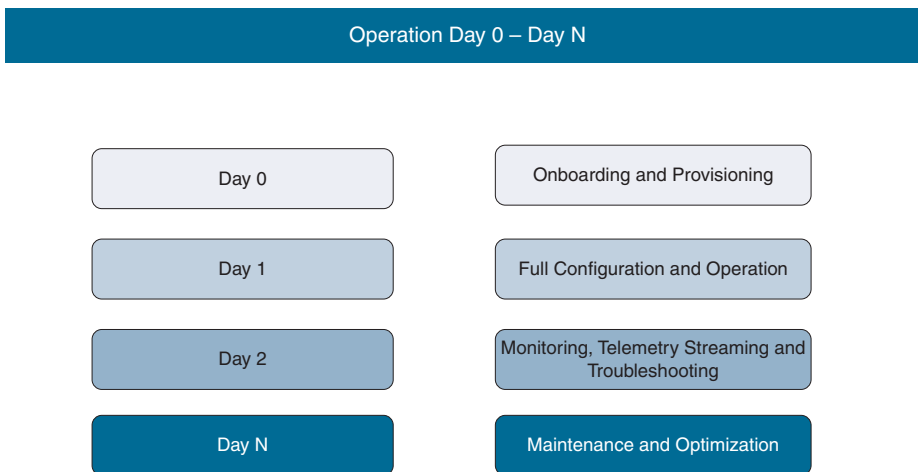 Operation Day 0 – Day N
Day 0
Onboarding and Provisioning
Day 1
Full Configuration and Operation
Day 2
Monitoring, Telemetry Streaming and
Troubleshooting
Day N
Maintenance and Optimization